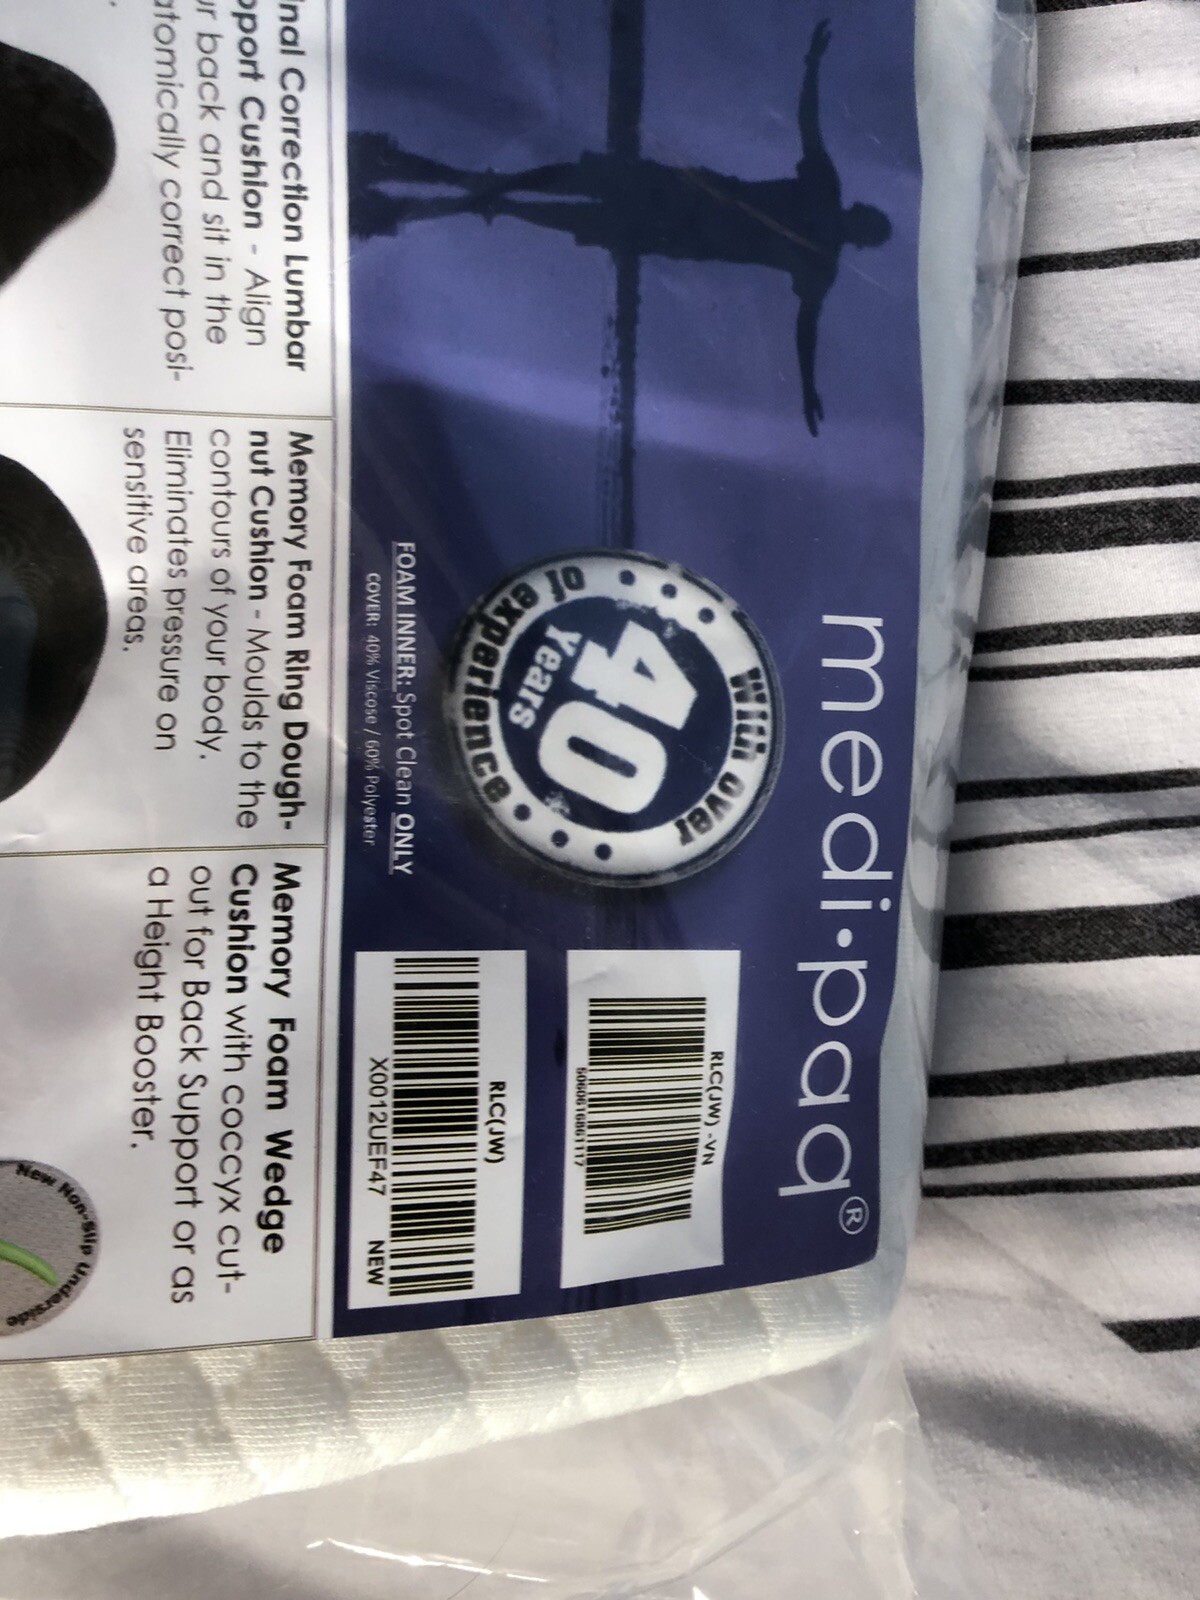 medi•paq®
With over
40
Years
of experience
FOAM INNER: Spot Clean ONLY
COVER: 40% Viscose / 60% Polyester
RLC(JW) -VN
5060616861117
RLC(JW)
X0012UEF47 NEW
Correction Lumbar
Cushion - Align
back and sit in the
correct posi-
Memory Foam Ring Dough-
nut Cushion - Moulds to the
contours of your body.
Eliminates pressure on
sensitive areas.
Memory Foam Wedge
Cushion with coccyx cut-
out for Back Support or as
a Height Booster.
New Non-Slip Underside